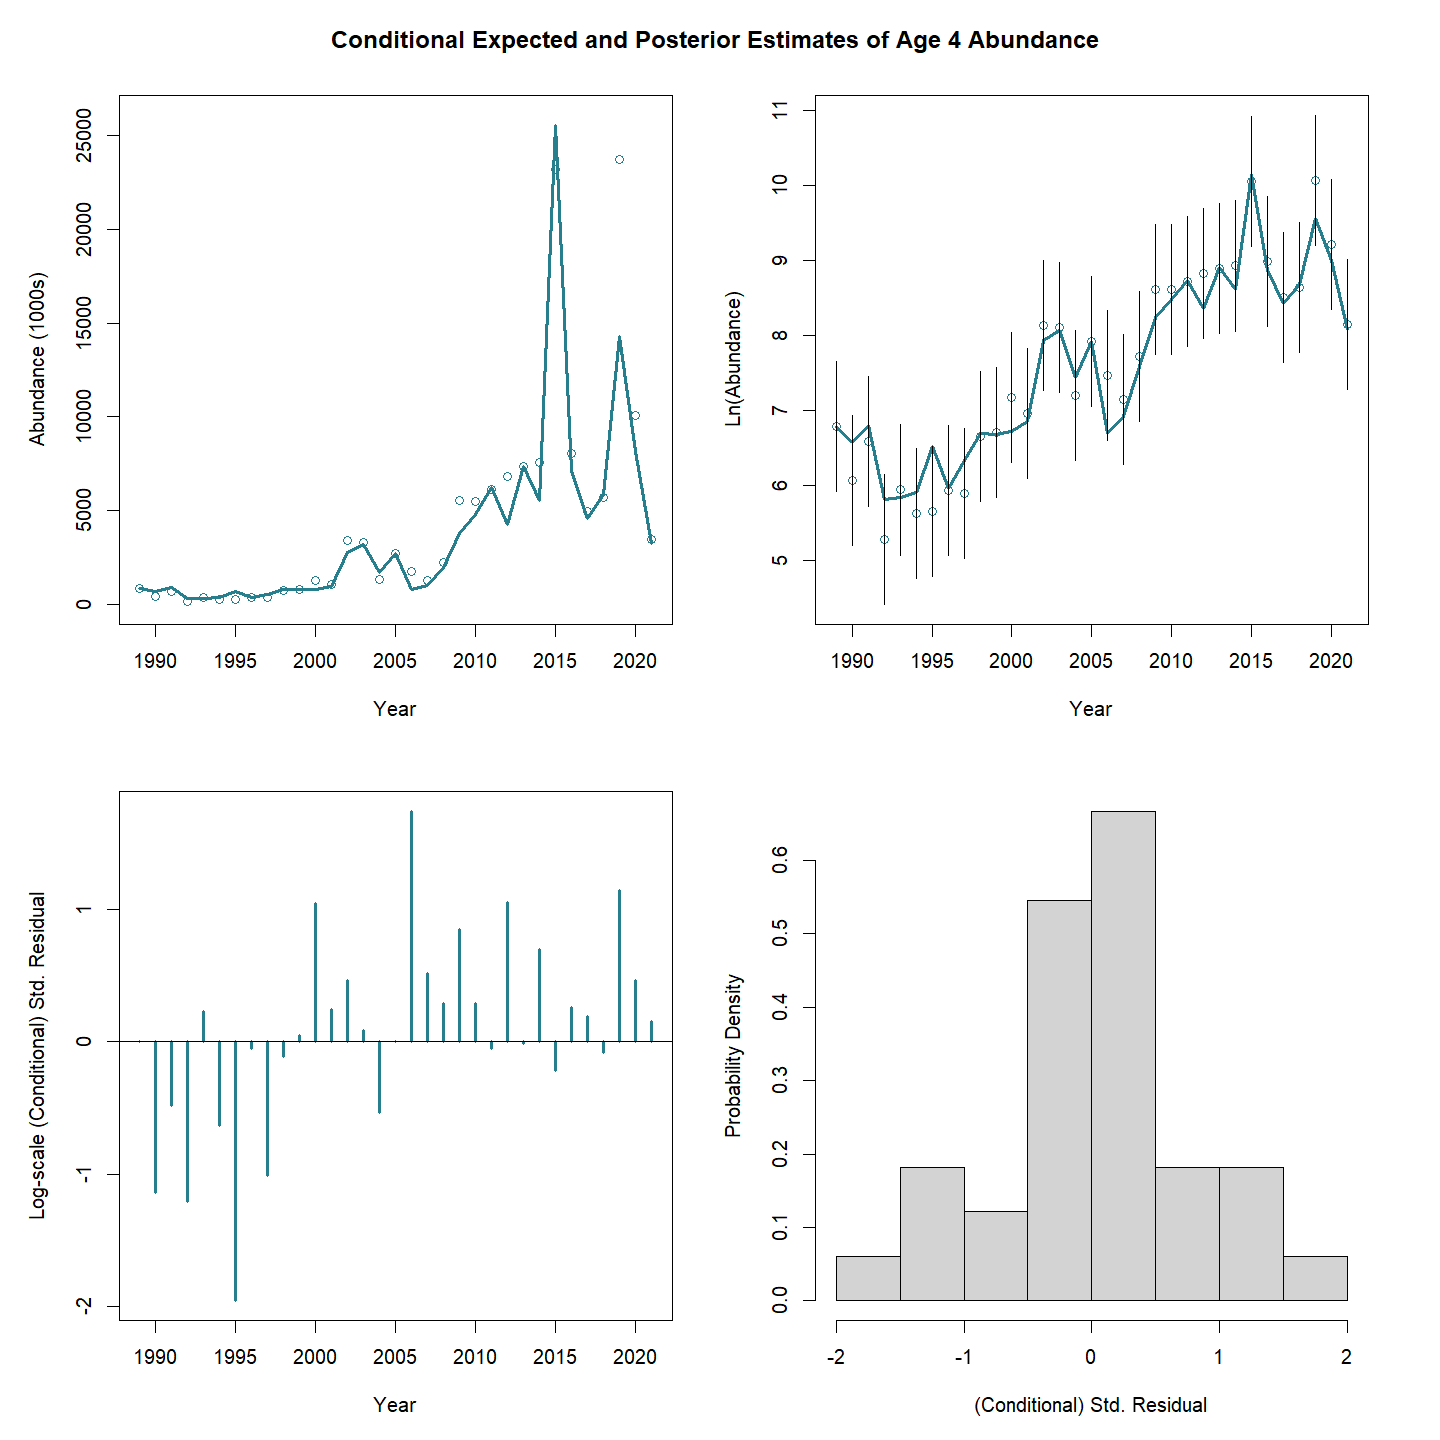 Conditional Expected and Posterior Estimates of Age 4 Abundance
Abundance (1000s)
25000
20000
15000
10000
5000
0
1990 1995 2000 2005 2010 2015 2020
Year
Ln(Abundance)
11
10
9
8
7
6
5
1990 1995 2000 2005 2010 2015 2020
Year
Log-scale (Conditional) Std. Residual
1
0
-1
-2
1990 1995 2000 2005 2010 2015 2020
Year
Probability Density
0.6
0.5
0.4
0.3
0.2
0.1
0.0
-2 -1 0 1 2
(Conditional) Std. Residual